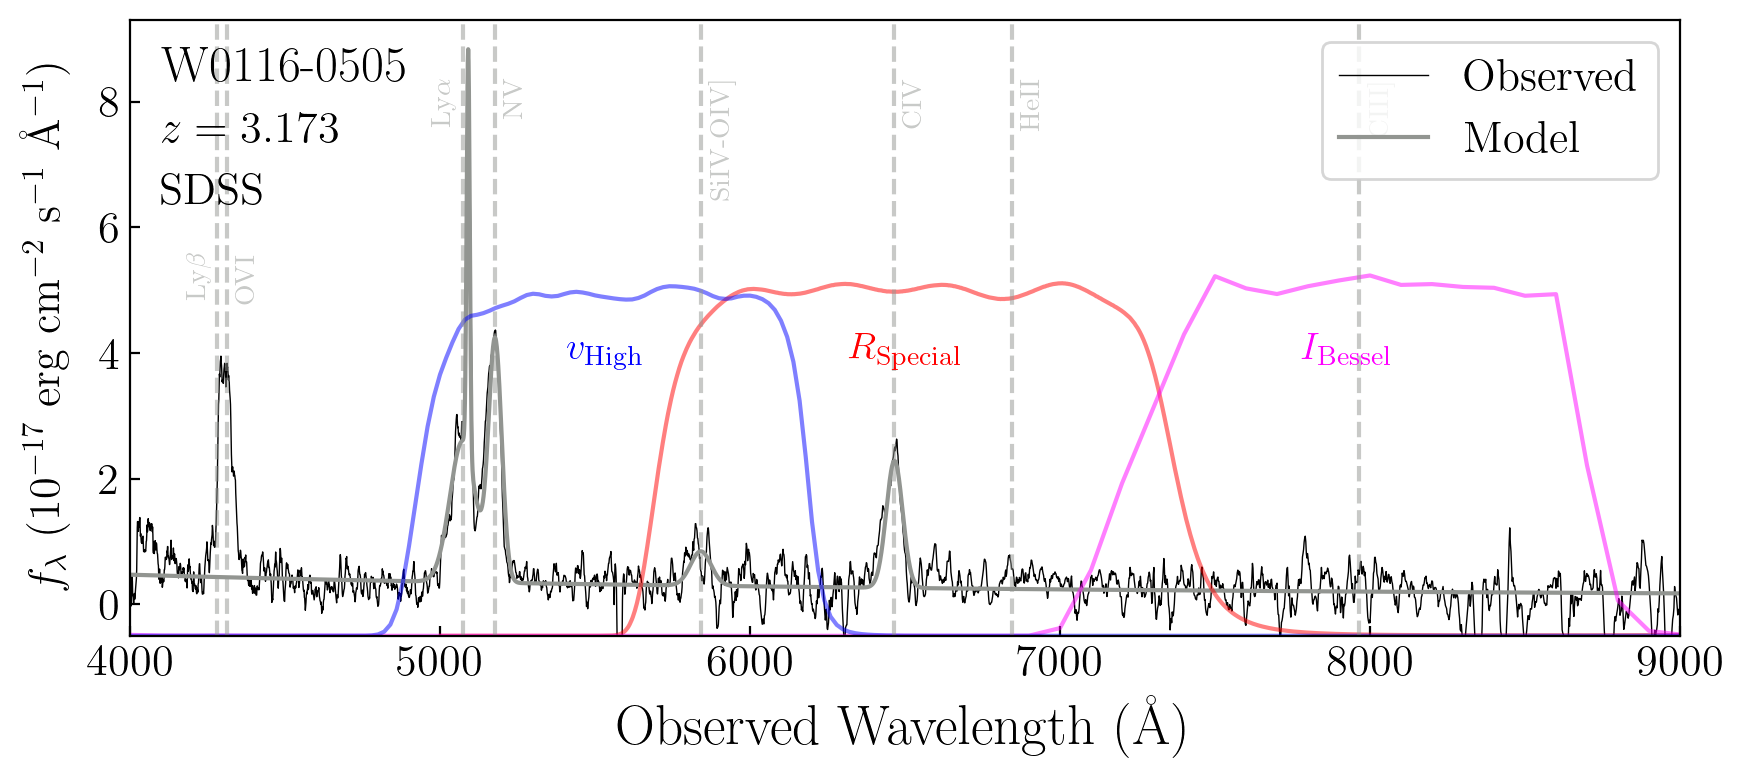 W0116-0505
z = 3.173
SDSS
Lyβ
OVI
Lyα
NV
SiIV-OIV]
CIV
HeII
CIII]
Observed
Model
v_High
R_Special
I_Bessel
f_λ (10⁻¹⁷ erg cm⁻² s⁻¹ Å⁻¹)
8
6
4
2
0
4000 5000 6000 7000 8000 9000
Observed Wavelength (Å)